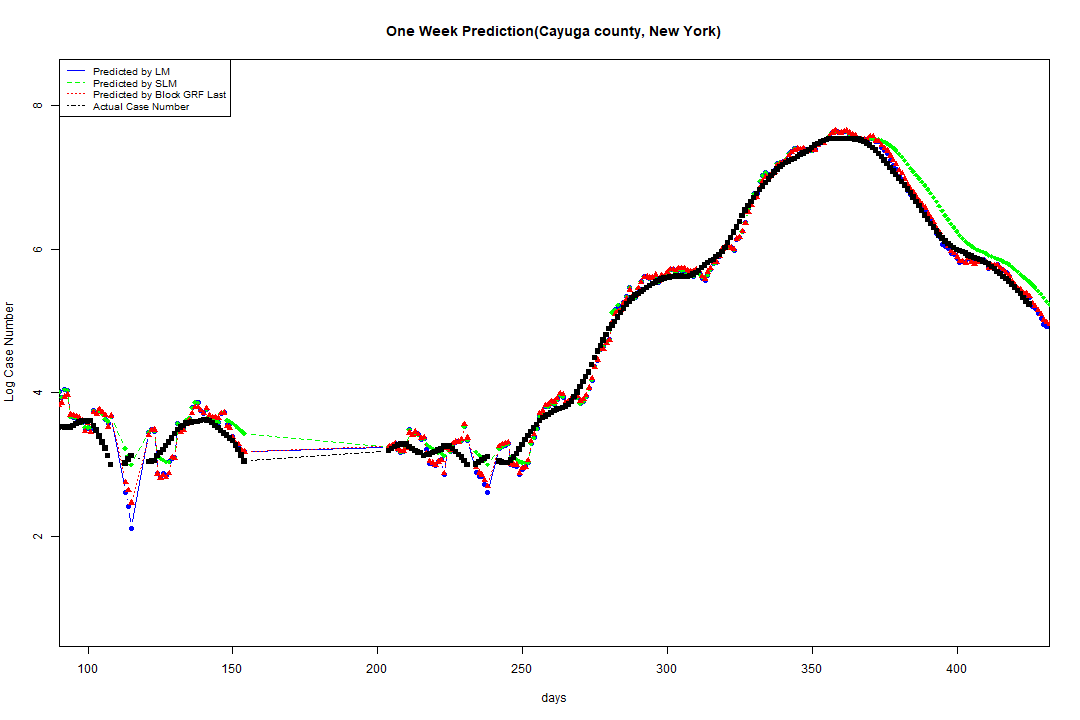 One Week Prediction(Cayuga county, New York)
Predicted by LM
Predicted by SLM
Predicted by Block GRF Last
Actual Case Number
8
6
4
2
Log Case Number
100 150 200 250 300 350 400
days